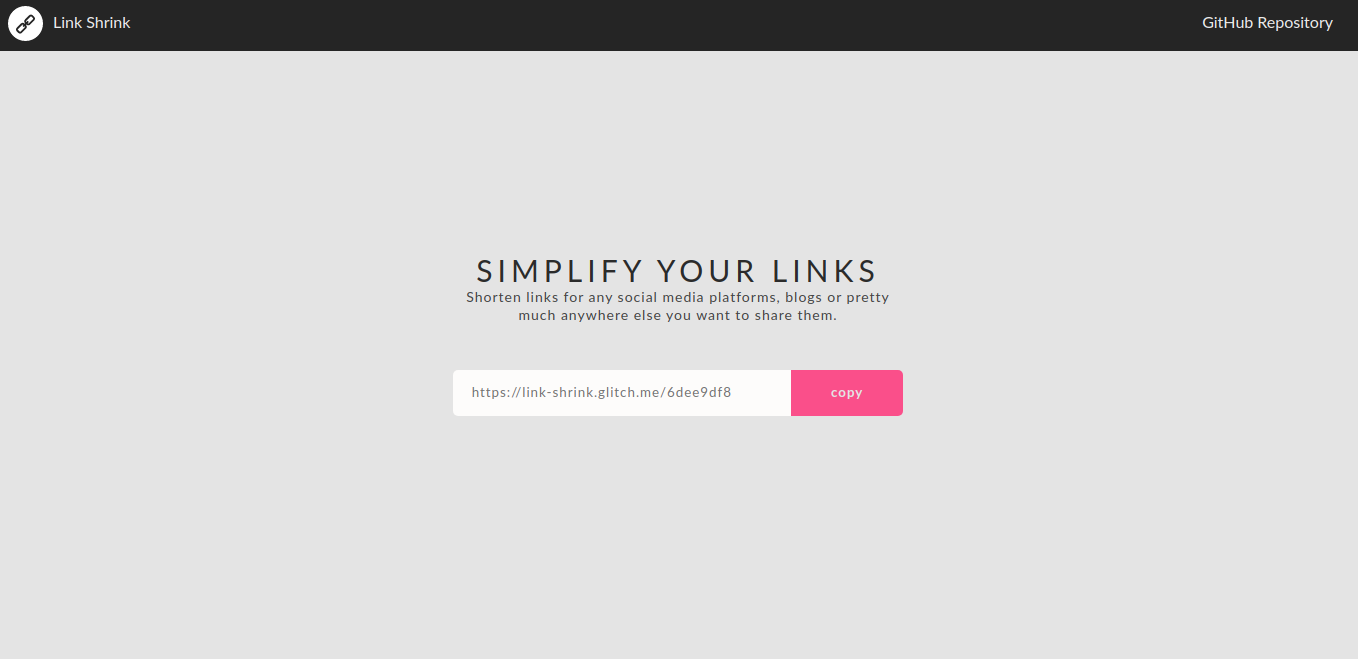 Link Shrink
GitHub Repository
SIMPLIFY YOUR LINKS
Shorten links for any social media platforms, blogs or pretty
much anywhere else you want to share them.
https://link-shrink.glitch.me/6dee9df8
copy